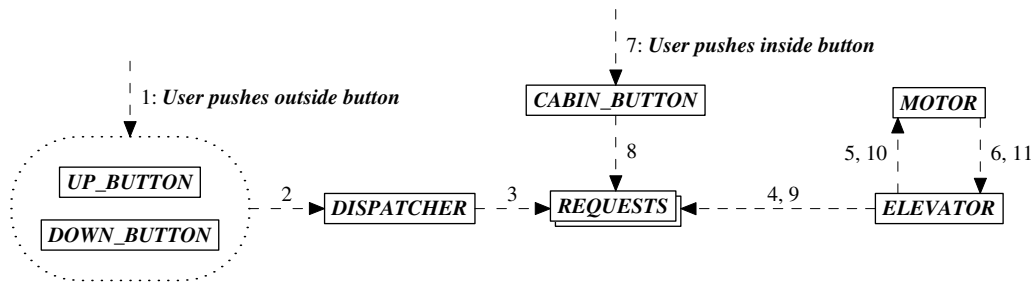 7: User pushes inside button
1: User pushes outside button
CABIN_BUTTON
MOTOR
8
5, 10
6, 11
UP_BUTTON
2
DISPATCHER
3
REQUESTS
4, 9
ELEVATOR
DOWN_BUTTON